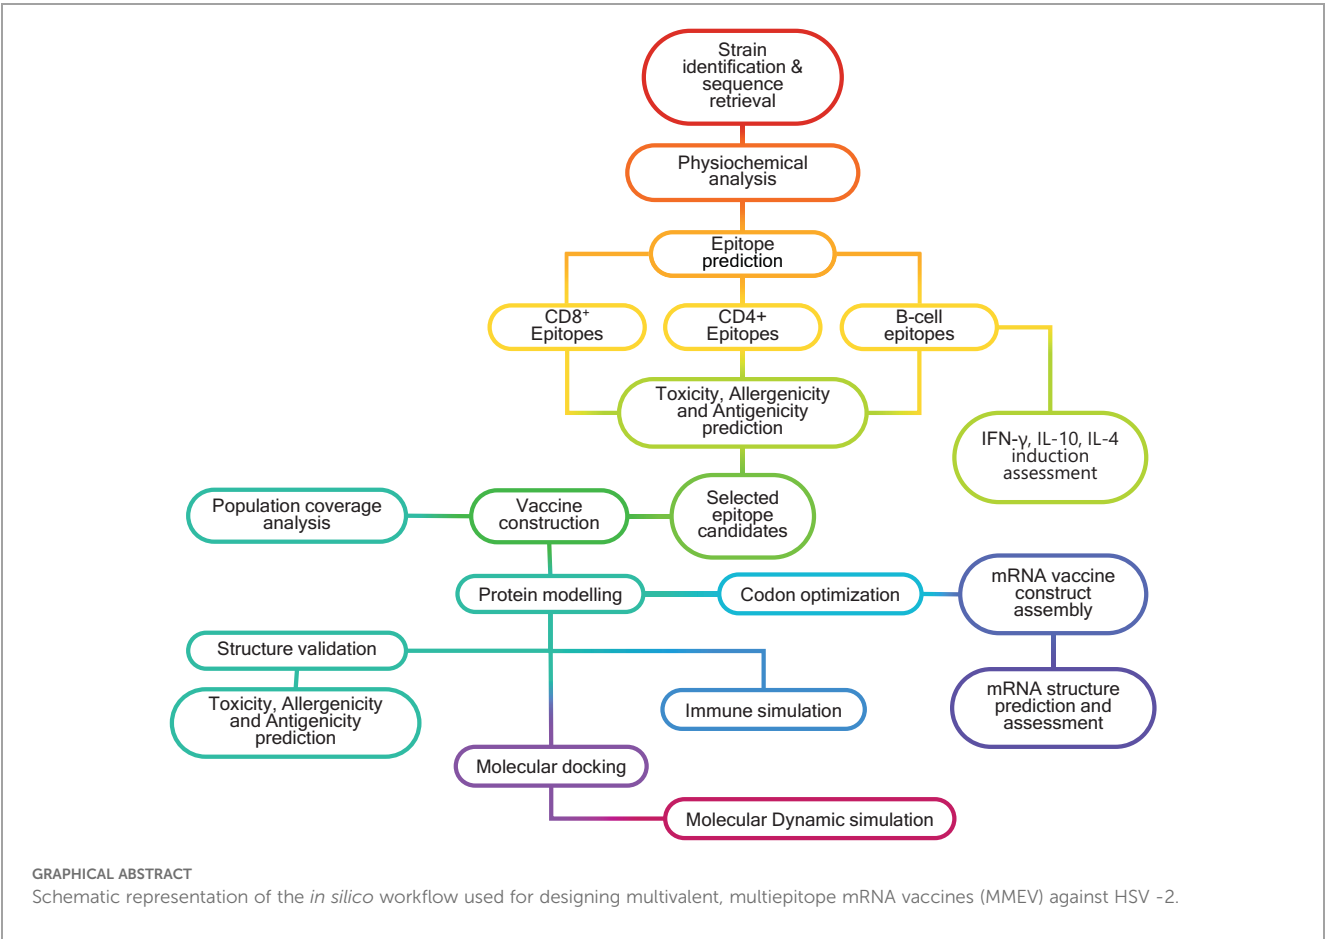 Strain
identification &
sequence
retrieval
Physiochemical
analysis
Epitope
prediction
CD8⁺
Epitopes
CD4+
Epitopes
B-cell
epitopes
Toxicity, Allergenicity
and Antigenicity
prediction
IFN-γ, IL-10, IL-4
induction
assessment
Population coverage
analysis
Vaccine
construction
Selected
epitope
candidates
Protein modelling
Codon optimization
mRNA vaccine
construct
assembly
Structure validation
Toxicity, Allergenicity
and Antigenicity
prediction
Immune simulation
mRNA structure
prediction and
assessment
Molecular docking
Molecular Dynamic simulation
GRAPHICAL ABSTRACT
Schematic representation of the in silico workflow used for designing multivalent, multiepitope mRNA vaccines (MMEV) against HSV -2.